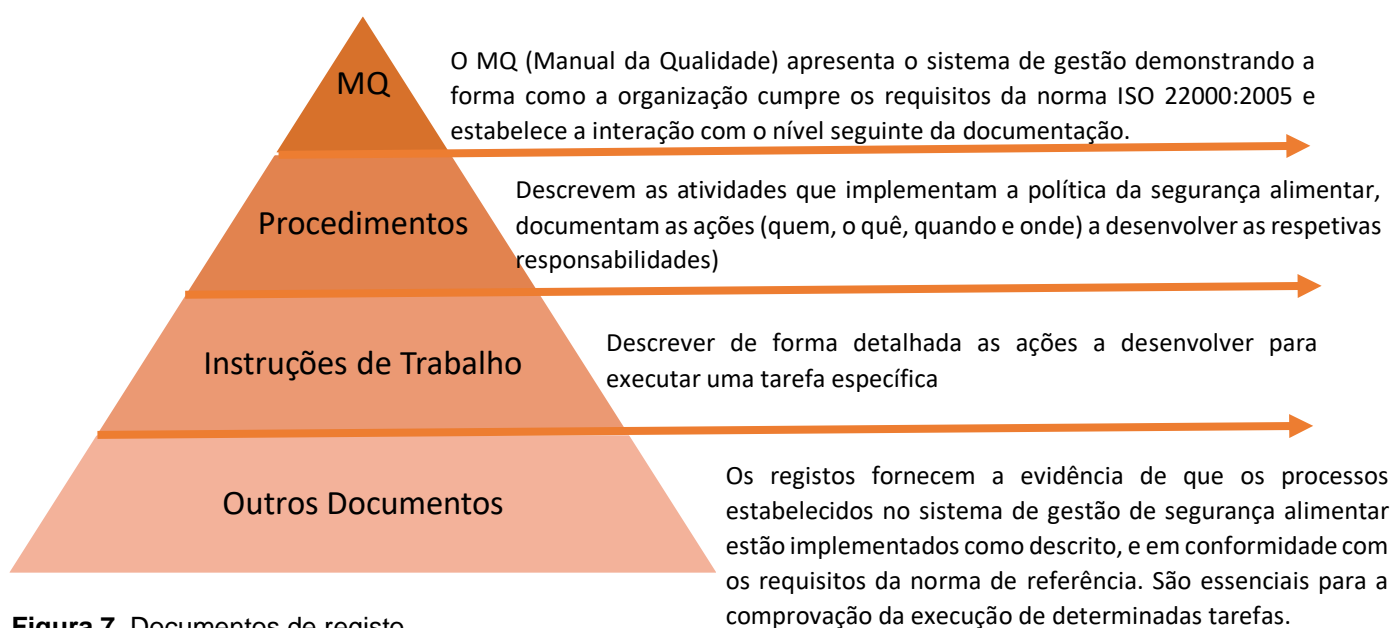 MQ
O MQ (Manual da Qualidade) apresenta o sistema de gestão demonstrando a
forma como a organização cumpre os requisitos da norma ISO 22000:2005 e
estabelece a interação com o nível seguinte da documentação.
Procedimentos
Descrevem as atividades que implementam a política da segurança alimentar,
documentam as ações (quem, o quê, quando e onde) a desenvolver as respetivas
responsabilidades)
Instruções de Trabalho
Descrever de forma detalhada as ações a desenvolver para
executar uma tarefa específica
Outros Documentos
Os registos fornecem a evidência de que os processos
estabelecidos no sistema de gestão de segurança alimentar
estão implementados como descrito, e em conformidade com
os requisitos da norma de referência. São essenciais para a
comprovação da execução de determinadas tarefas.
Figura 7. Documentos de registo